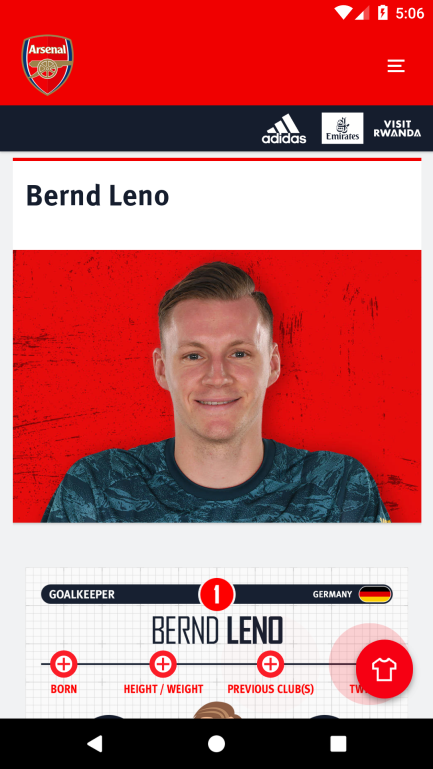 5:06
Arsenal
adidas
Emirates
VISIT
RWANDA
Bernd Leno
GOALKEEPER
1
GERMANY
BERND LENO
BORN
HEIGHT / WEIGHT
PREVIOUS CLUB(S)